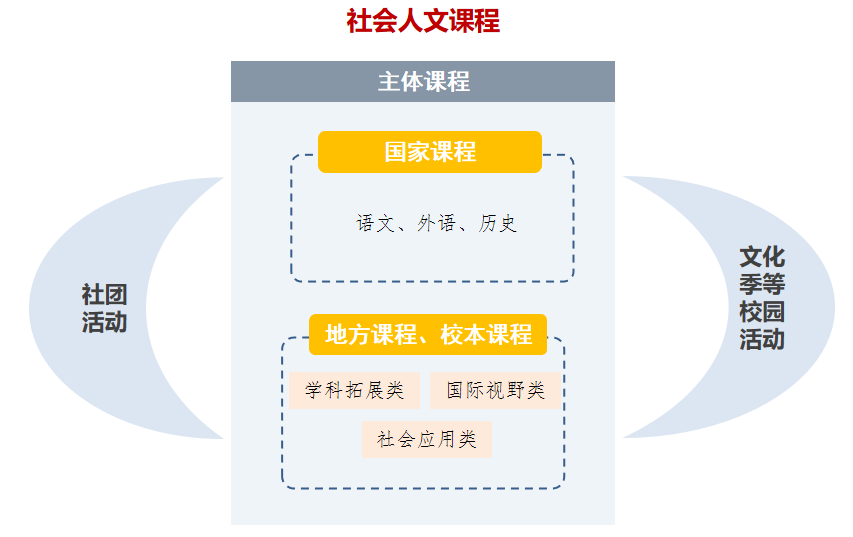 社会人文课程
主体课程
国家课程
语文、外语、历史
社团
活动
文化
季等
校园
活动
地方课程、校本课程
学科拓展类
国际视野类
社会应用类